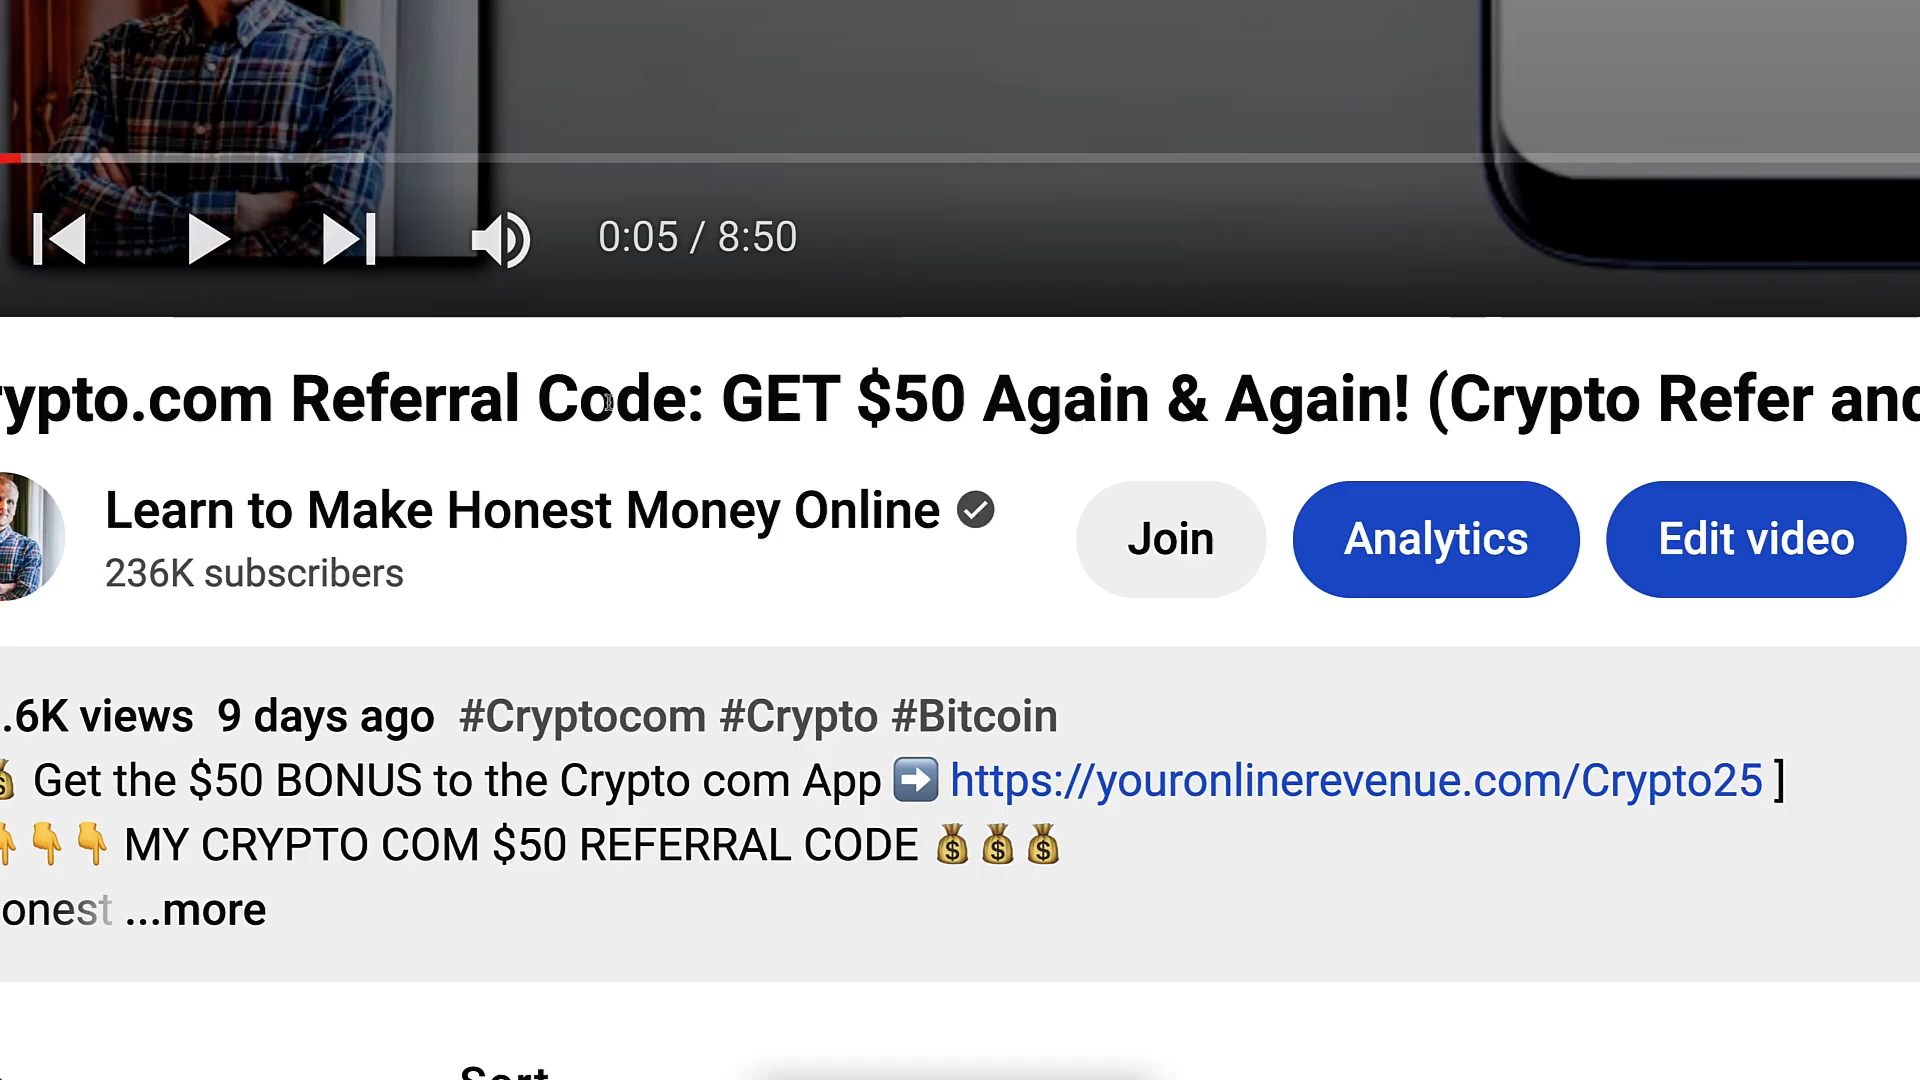 0:05 / 8:50
rypto.com Referral Code: GET $50 Again & Again! (Crypto Refer and
Learn to Make Honest Money Online
Join
Analytics
Edit video
236K subscribers
.6K views 9 days ago #Cryptocom #Crypto #Bitcoin
Get the $50 BONUS to the Crypto com App ➡️ https://youronlinerevenue.com/Crypto25 ]
👇👇👇 MY CRYPTO COM $50 REFERRAL CODE 💰💰💰
onest ...more
Sort